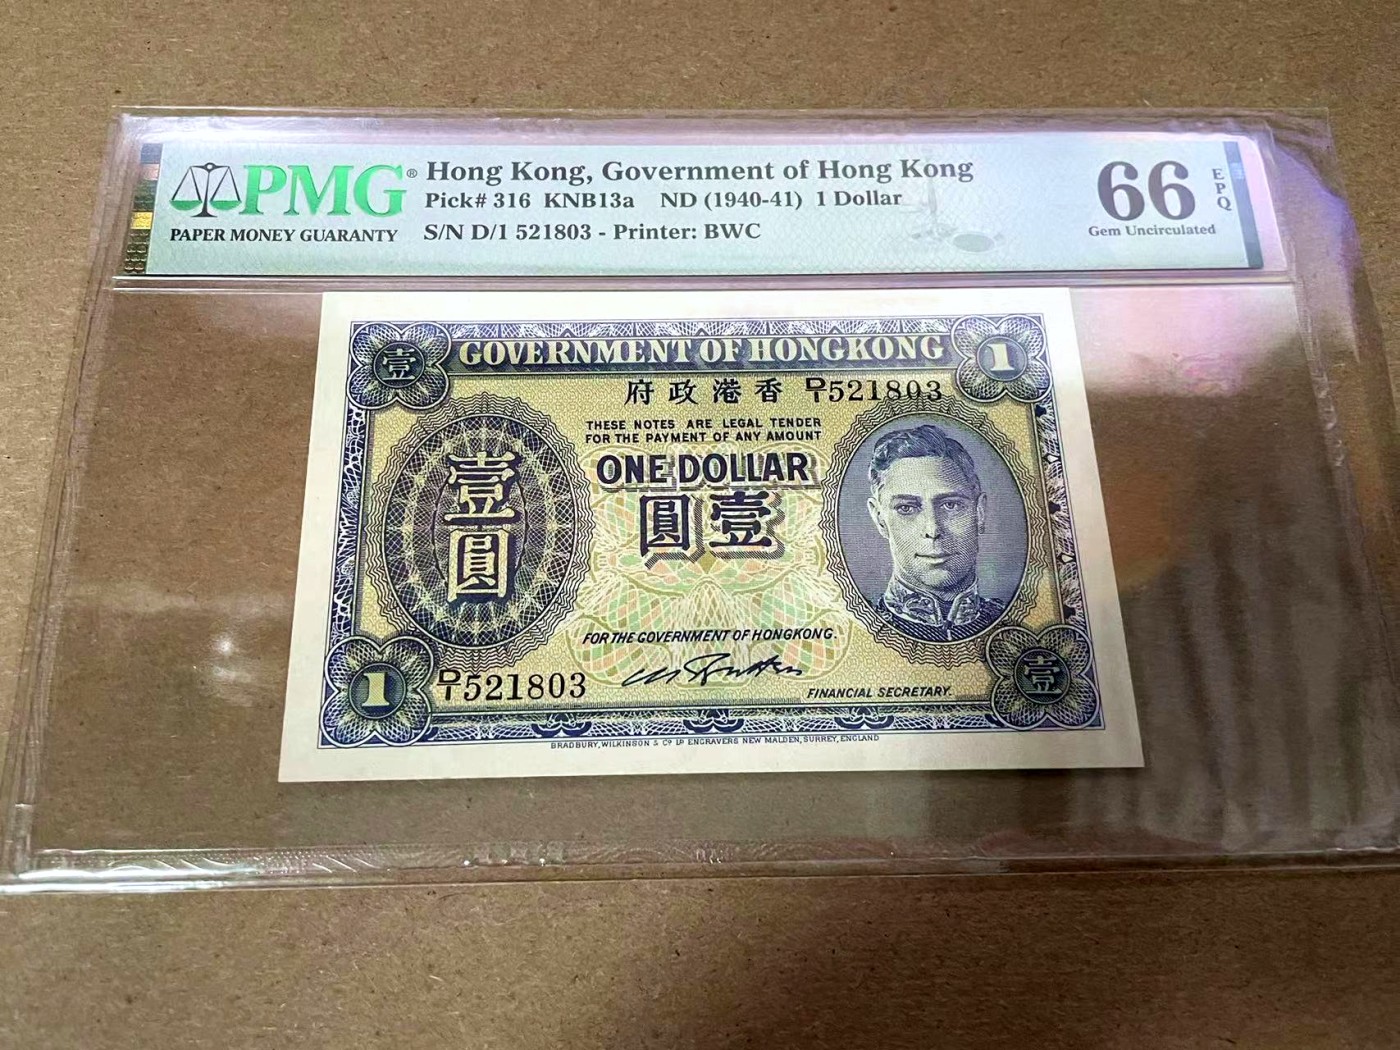 PMG®
PAPER MONEY GUARANTY
Hong Kong, Government of Hong Kong
Pick# 316 KNB13a ND (1940-41) 1 Dollar
S/N D/1 521803 - Printer: BWC
66 EPQ
Gem Uncirculated
壹 GOVERNMENT OF HONGKONG 1
府政港香 D/1 521803
THESE NOTES ARE LEGAL TENDER
FOR THE PAYMENT OF ANY AMOUNT
ONE DOLLAR
圓壹
壹圓
FOR THE GOVERNMENT OF HONGKONG.
1 D/1 521803
FINANCIAL SECRETARY.
壹
BRADBURY, WILKINSON & Cº Lᴰ ENGRAVERS NEW MALDEN, SURREY, ENGLAND